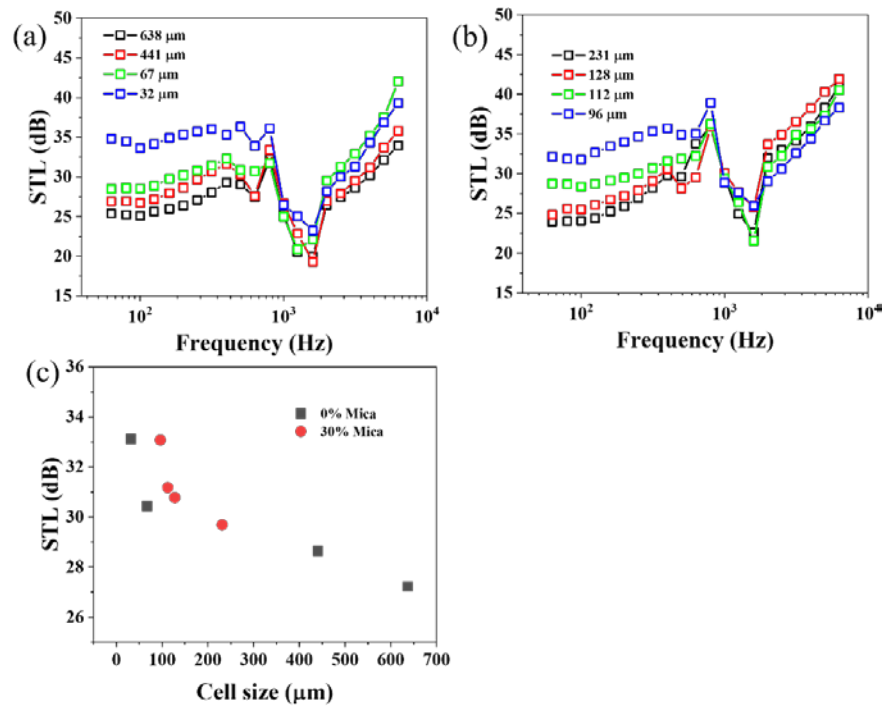 (a)
50
45
40
35
30
25
20
15
STL (dB)
638 μm
441 μm
67 μm
32 μm
10²
10³
10⁴
Frequency (Hz)
(b)
50
45
40
35
30
25
20
15
STL (dB)
231 μm
128 μm
112 μm
96 μm
10²
10³
10⁴
Frequency (Hz)
(c)
36
34
32
30
28
26
STL (dB)
0% Mica
30% Mica
0
100
200
300
400
500
600
700
Cell size (μm)